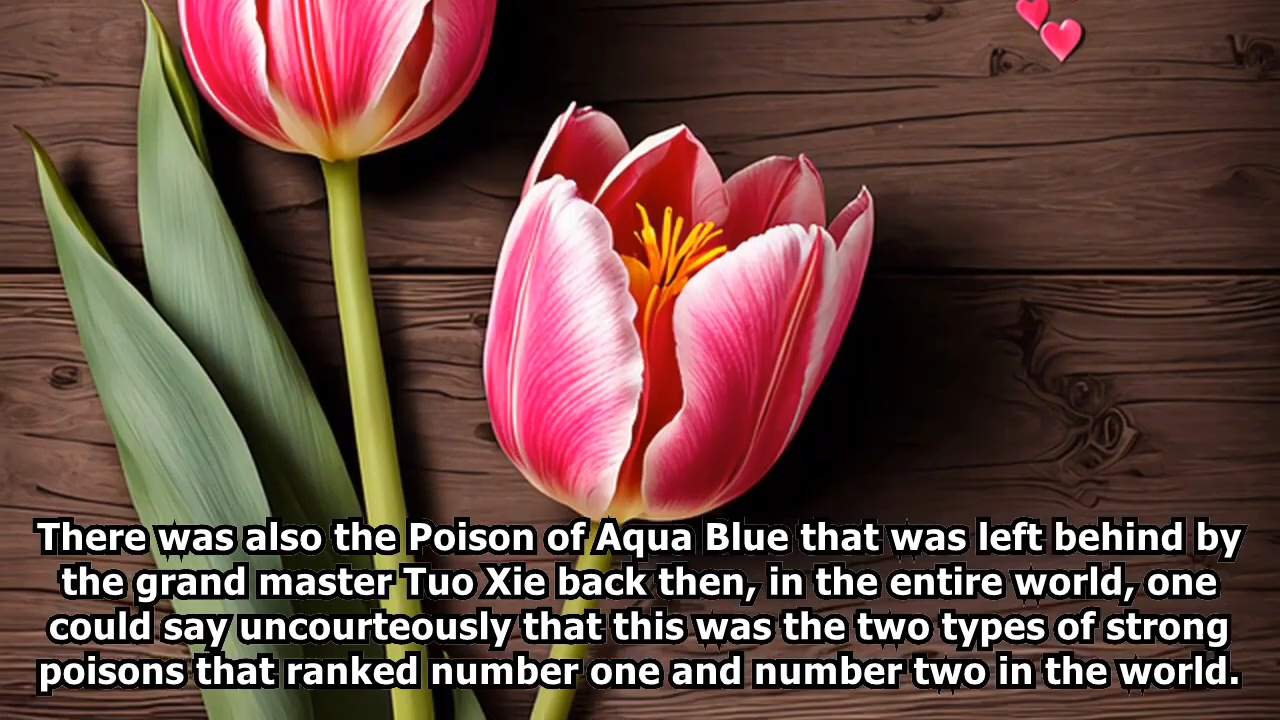 There was also the Poison of Aqua Blue that was left behind by
the grand master Tuo Xie back then, in the entire world, one
could say uncourteously that this was the two types of strong
poisons that ranked number one and number two in the world.